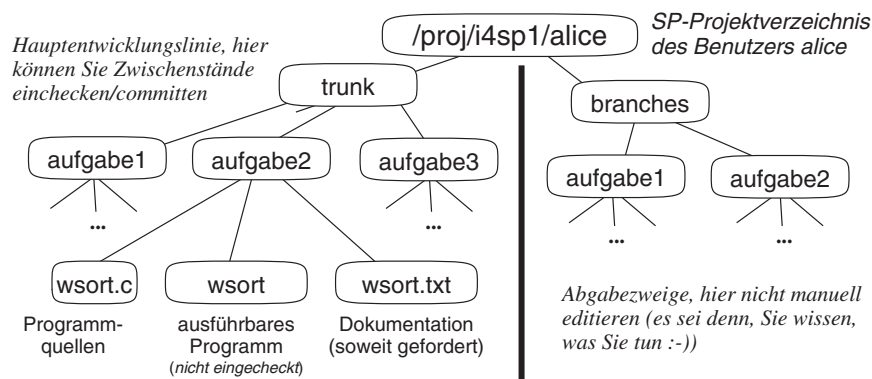 /proj/i4sp1/alice
SP-Projektverzeichnis
des Benutzers alice
Hauptentwicklungslinie, hier
können Sie Zwischenstände
einchecken/committen
trunk
branches
aufgabe1
aufgabe2
aufgabe3
aufgabe1
aufgabe2
...
...
...
...
wsort.c
wsort
wsort.txt
Programm-
quellen
ausführbares
Programm
(nicht eingecheckt)
Dokumentation
(soweit gefordert)
Abgabezweige, hier nicht manuell
editieren (es sei denn, Sie wissen,
was Sie tun :-))